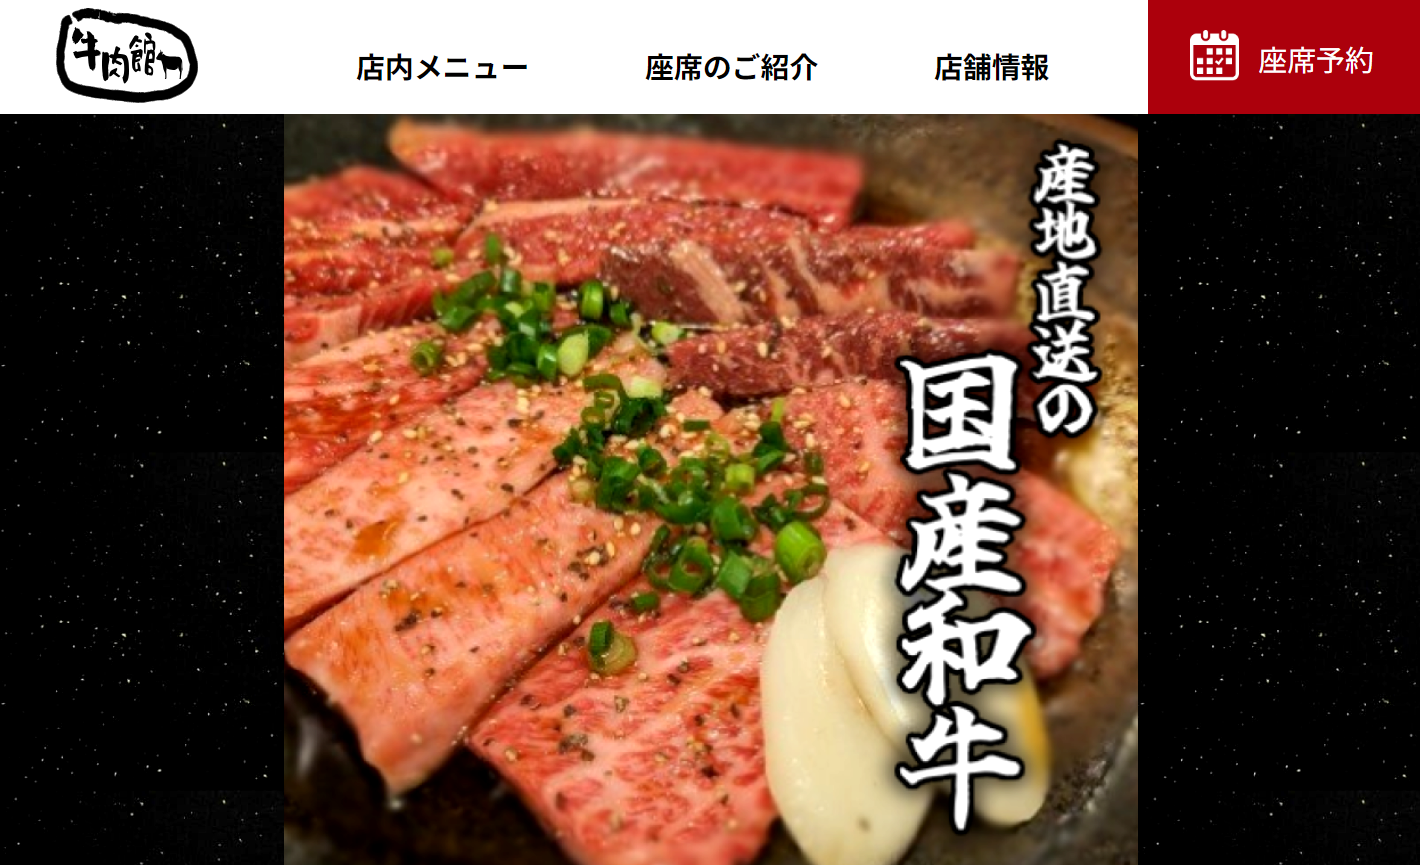 牛肉館
店内メニュー
座席のご紹介
店舗情報
座席予約
産地直送の
国産和牛